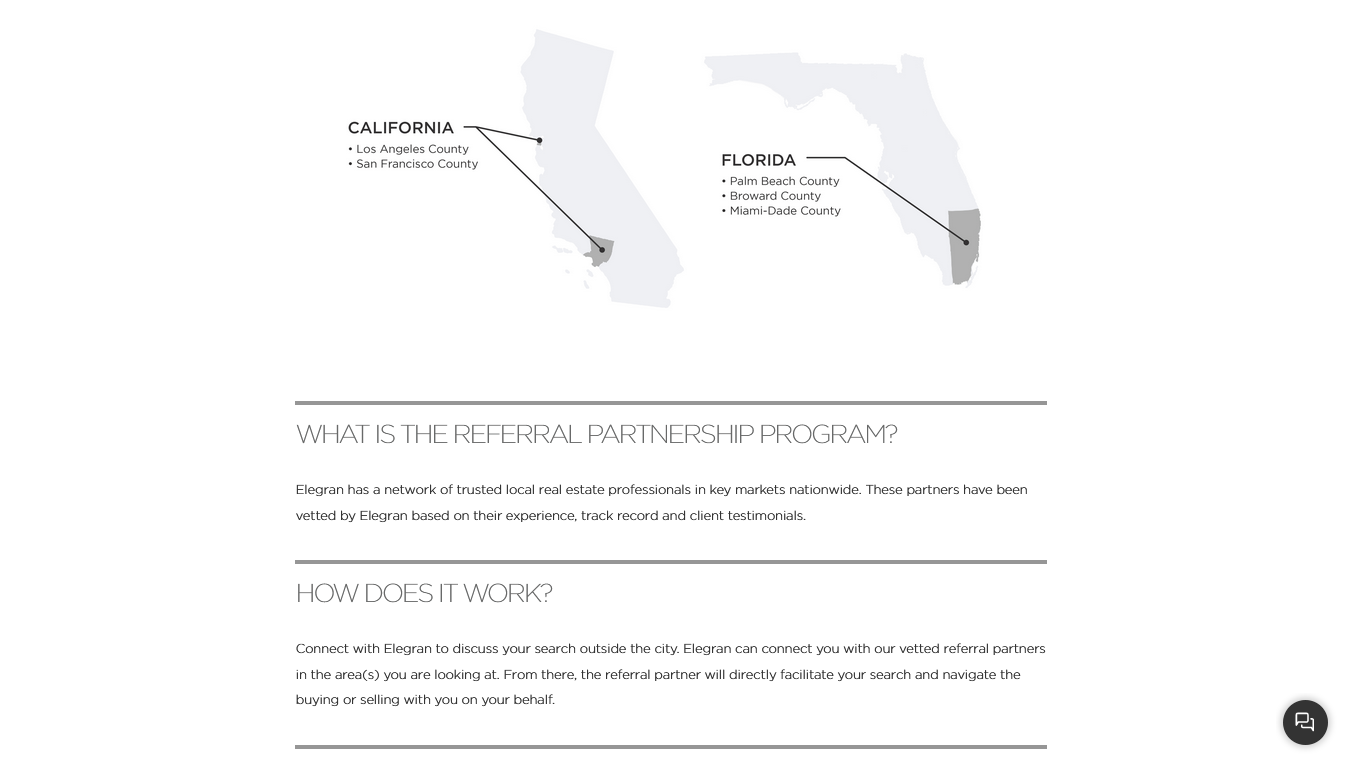 CALIFORNIA
• Los Angeles County
• San Francisco County
FLORIDA
• Palm Beach County
• Broward County
• Miami-Dade County
WHAT IS THE REFERRAL PARTNERSHIP PROGRAM?
Elegran has a network of trusted local real estate professionals in key markets nationwide. These partners have been
vetted by Elegran based on their experience, track record and client testimonials.
HOW DOES IT WORK?
Connect with Elegran to discuss your search outside the city. Elegran can connect you with our vetted referral partners
in the area(s) you are looking at. From there, the referral partner will directly facilitate your search and navigate the
buying or selling with you on your behalf.